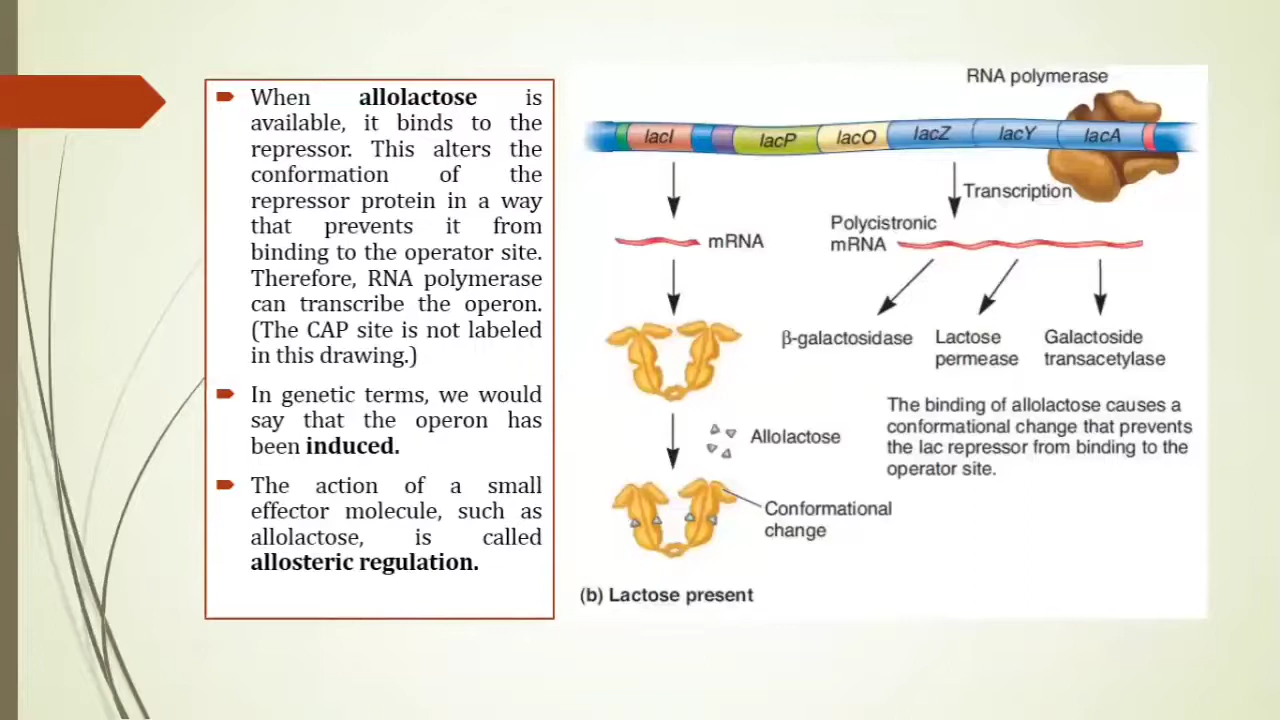 When allolactose is
available, it binds to the
repressor. This alters the
conformation of the
repressor protein in a way
that prevents it from
binding to the operator site.
Therefore, RNA polymerase
can transcribe the operon.
(The CAP site is not labeled
in this drawing.)
In genetic terms, we would
say that the operon has
been induced.
The action of a small
effector molecule, such as
allolactose, is called
allosteric regulation.
RNA polymerase
lacI lacP lacO lacZ lacY lacA
Transcription
Polycistronic
mRNA
mRNA
β-galactosidase
Lactose
permease
Galactoside
transacetylase
The binding of allolactose causes a
conformational change that prevents
the lac repressor from binding to the
operator site.
Allolactose
Conformational
change
(b) Lactose present